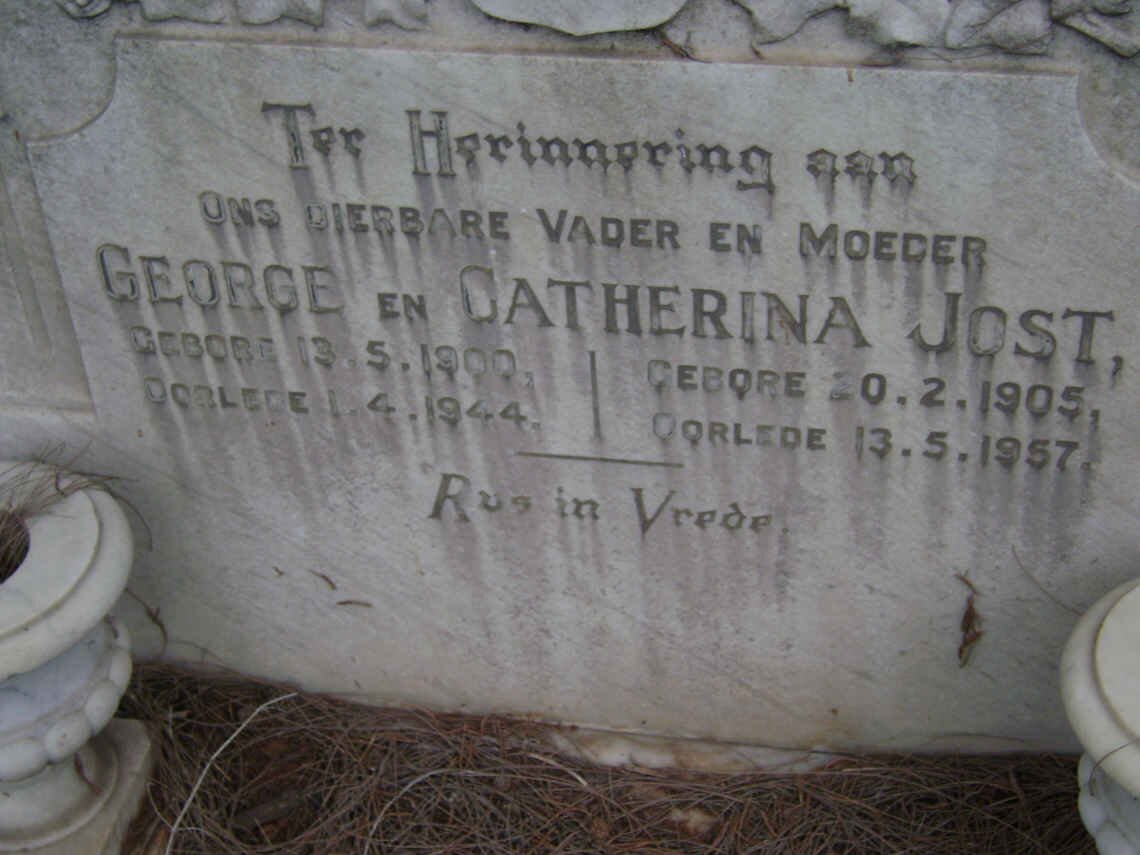 Ter Herinnering aan
ONS DIERBARE VADER EN MOEDER
GEORGE EN CATHERINA JOST,
GEBORE 13.5.1900, | GEBORE 20.2.1905,
OORLEDE 1.4.1944. | OORLEDE 13.5.1957.
Rus in Vrede.